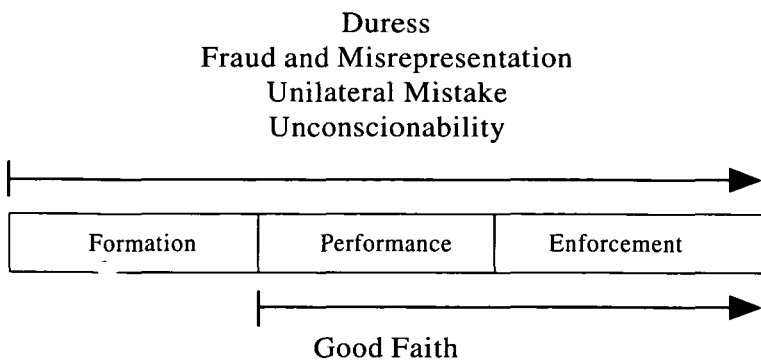 Duress
Fraud and Misrepresentation
Unilateral Mistake
Unconscionability
Formation
Performance
Enforcement
Good Faith